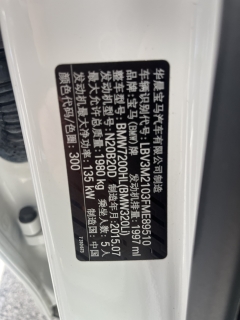 华晨宝马汽车有限公司 制造
车辆识别代号 LBV3M2103FME89510
品牌 宝马(BMW)牌 发动机排量 1997 ml
型号 BMW7200HL (BMW320Li)
发动机型号 N20B20D 制造年月 2015.07
最大允许总质量 1980 kg 乘坐人数 5 人
发动机最大净功率 135 kW 制造国 中国
颜色代码/色圈: 300